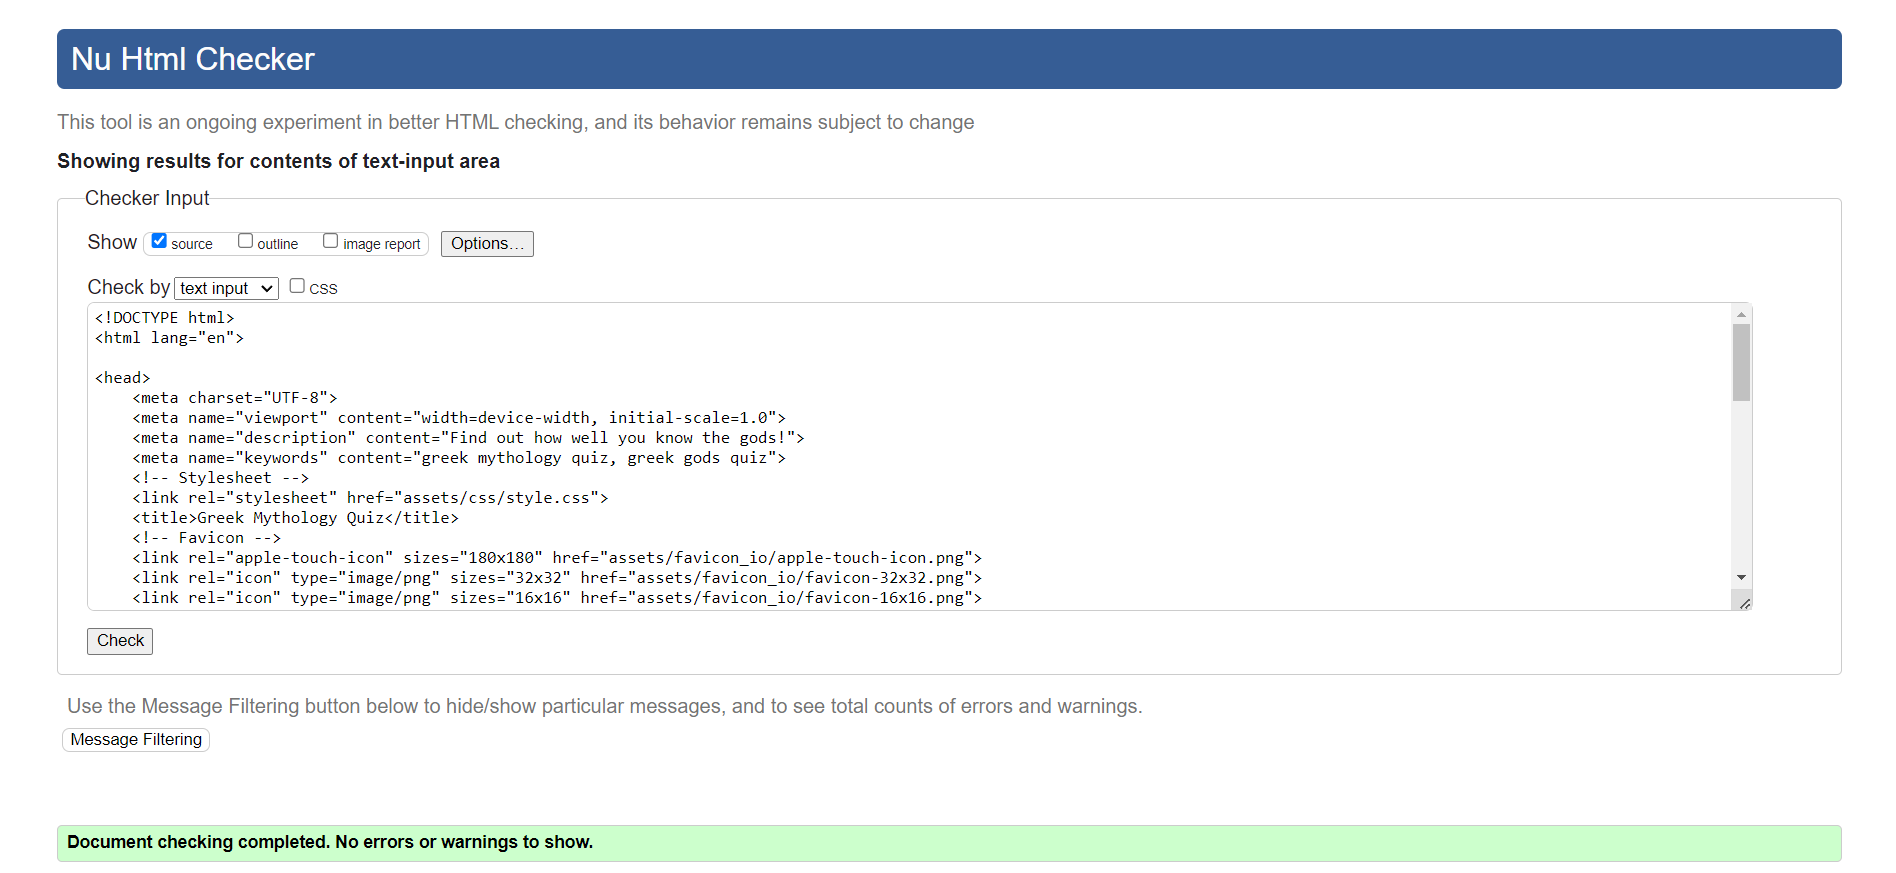 Nu Html Checker
This tool is an ongoing experiment in better HTML checking, and its behavior remains subject to change
Showing results for contents of text-input area
Checker Input
Show source outline image report Options...
Check by text input CSS
<!DOCTYPE html>
<html lang="en">
<head>
<meta charset="UTF-8">
<meta name="viewport" content="width=device-width, initial-scale=1.0">
<meta name="description" content="Find out how well you know the gods!">
<meta name="keywords" content="greek mythology quiz, greek gods quiz">
<!-- Stylesheet -->
<link rel="stylesheet" href="assets/css/style.css">
<title>Greek Mythology Quiz</title>
<!-- Favicon -->
<link rel="apple-touch-icon" sizes="180x180" href="assets/favicon_io/apple-touch-icon.png">
<link rel="icon" type="image/png" sizes="32x32" href="assets/favicon_io/favicon-32x32.png">
<link rel="icon" type="image/png" sizes="16x16" href="assets/favicon_io/favicon-16x16.png">
Check
Use the Message Filtering button below to hide/show particular messages, and to see total counts of errors and warnings.
Message Filtering
Document checking completed. No errors or warnings to show.